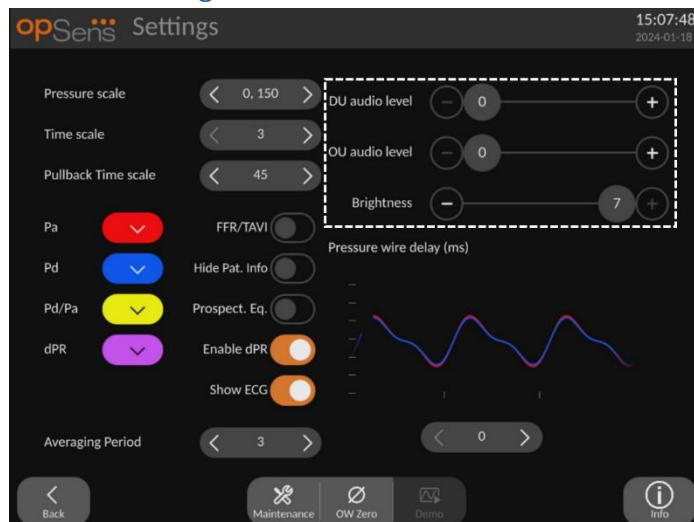 opSens Settings
15:07:48
2024-01-18
Pressure scale
0, 150
Time scale
3
Pullback Time scale
45
DU audio level
0
OU audio level
0
Brightness
7
Pa
FFR/TAVI
Pd
Hide Pat. Info
Pd/Pa
Prospect. Eq.
dPR
Enable dPR
Show ECG
Pressure wire delay (ms)
Averaging Period
3
0
Back
Maintenance
OW Zero
Demo
Info